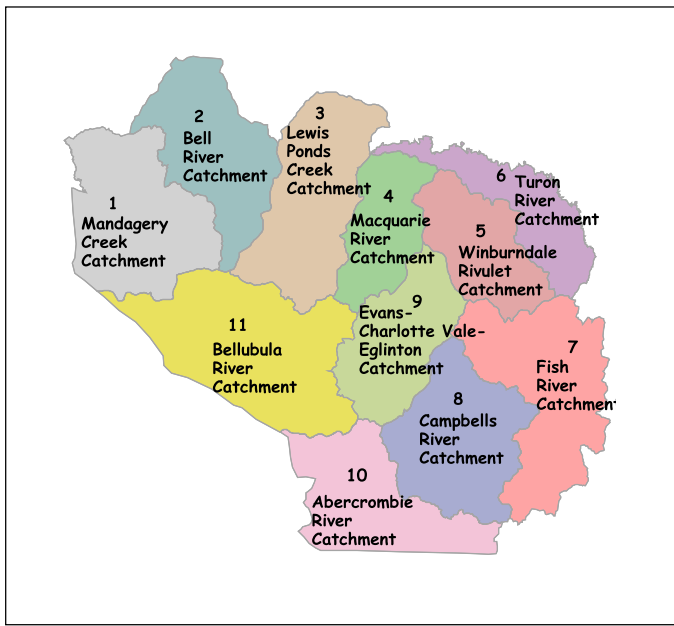 1
Mandagery
Creek
Catchment
2
Bell
River
Catchment
3
Lewis
Ponds
Creek
Catchment
4
Macquarie
River
Catchment
5
Winburndale
Rivulet
Catchment
6
Turon
River
Catchment
7
Fish
River
Catchment
8
Campbells
River
Catchment
9
Evans-
Charlotte Vale-
Eglinton
Catchment
10
Abercrombie
River
Catchment
11
Bellubula
River
Catchment